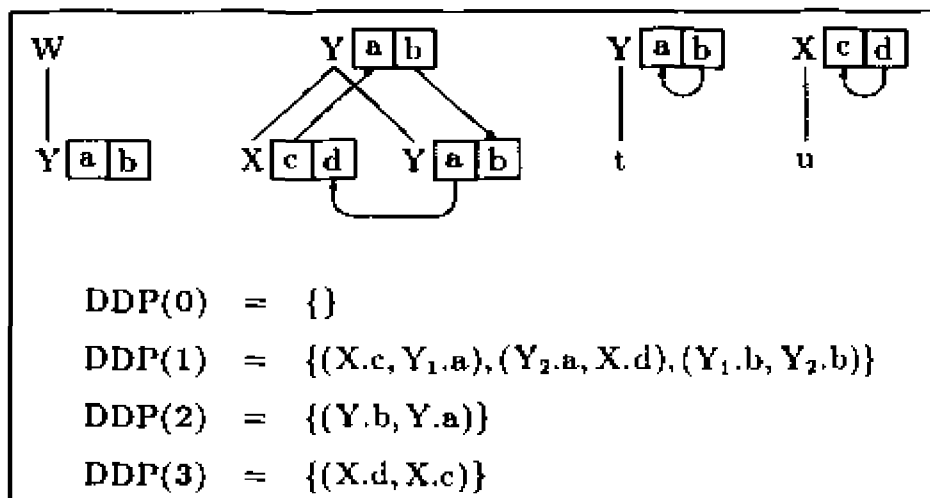 W Y a b Y a b X c d
Y a b X c d Y a b t u
DDP(0) = {}
DDP(1) = {(X.c, Y₁.a), (Y₂.a, X.d), (Y₁.b, Y₂.b)}
DDP(2) = {(Y.b, Y.a)}
DDP(3) = {(X.d, X.c)}